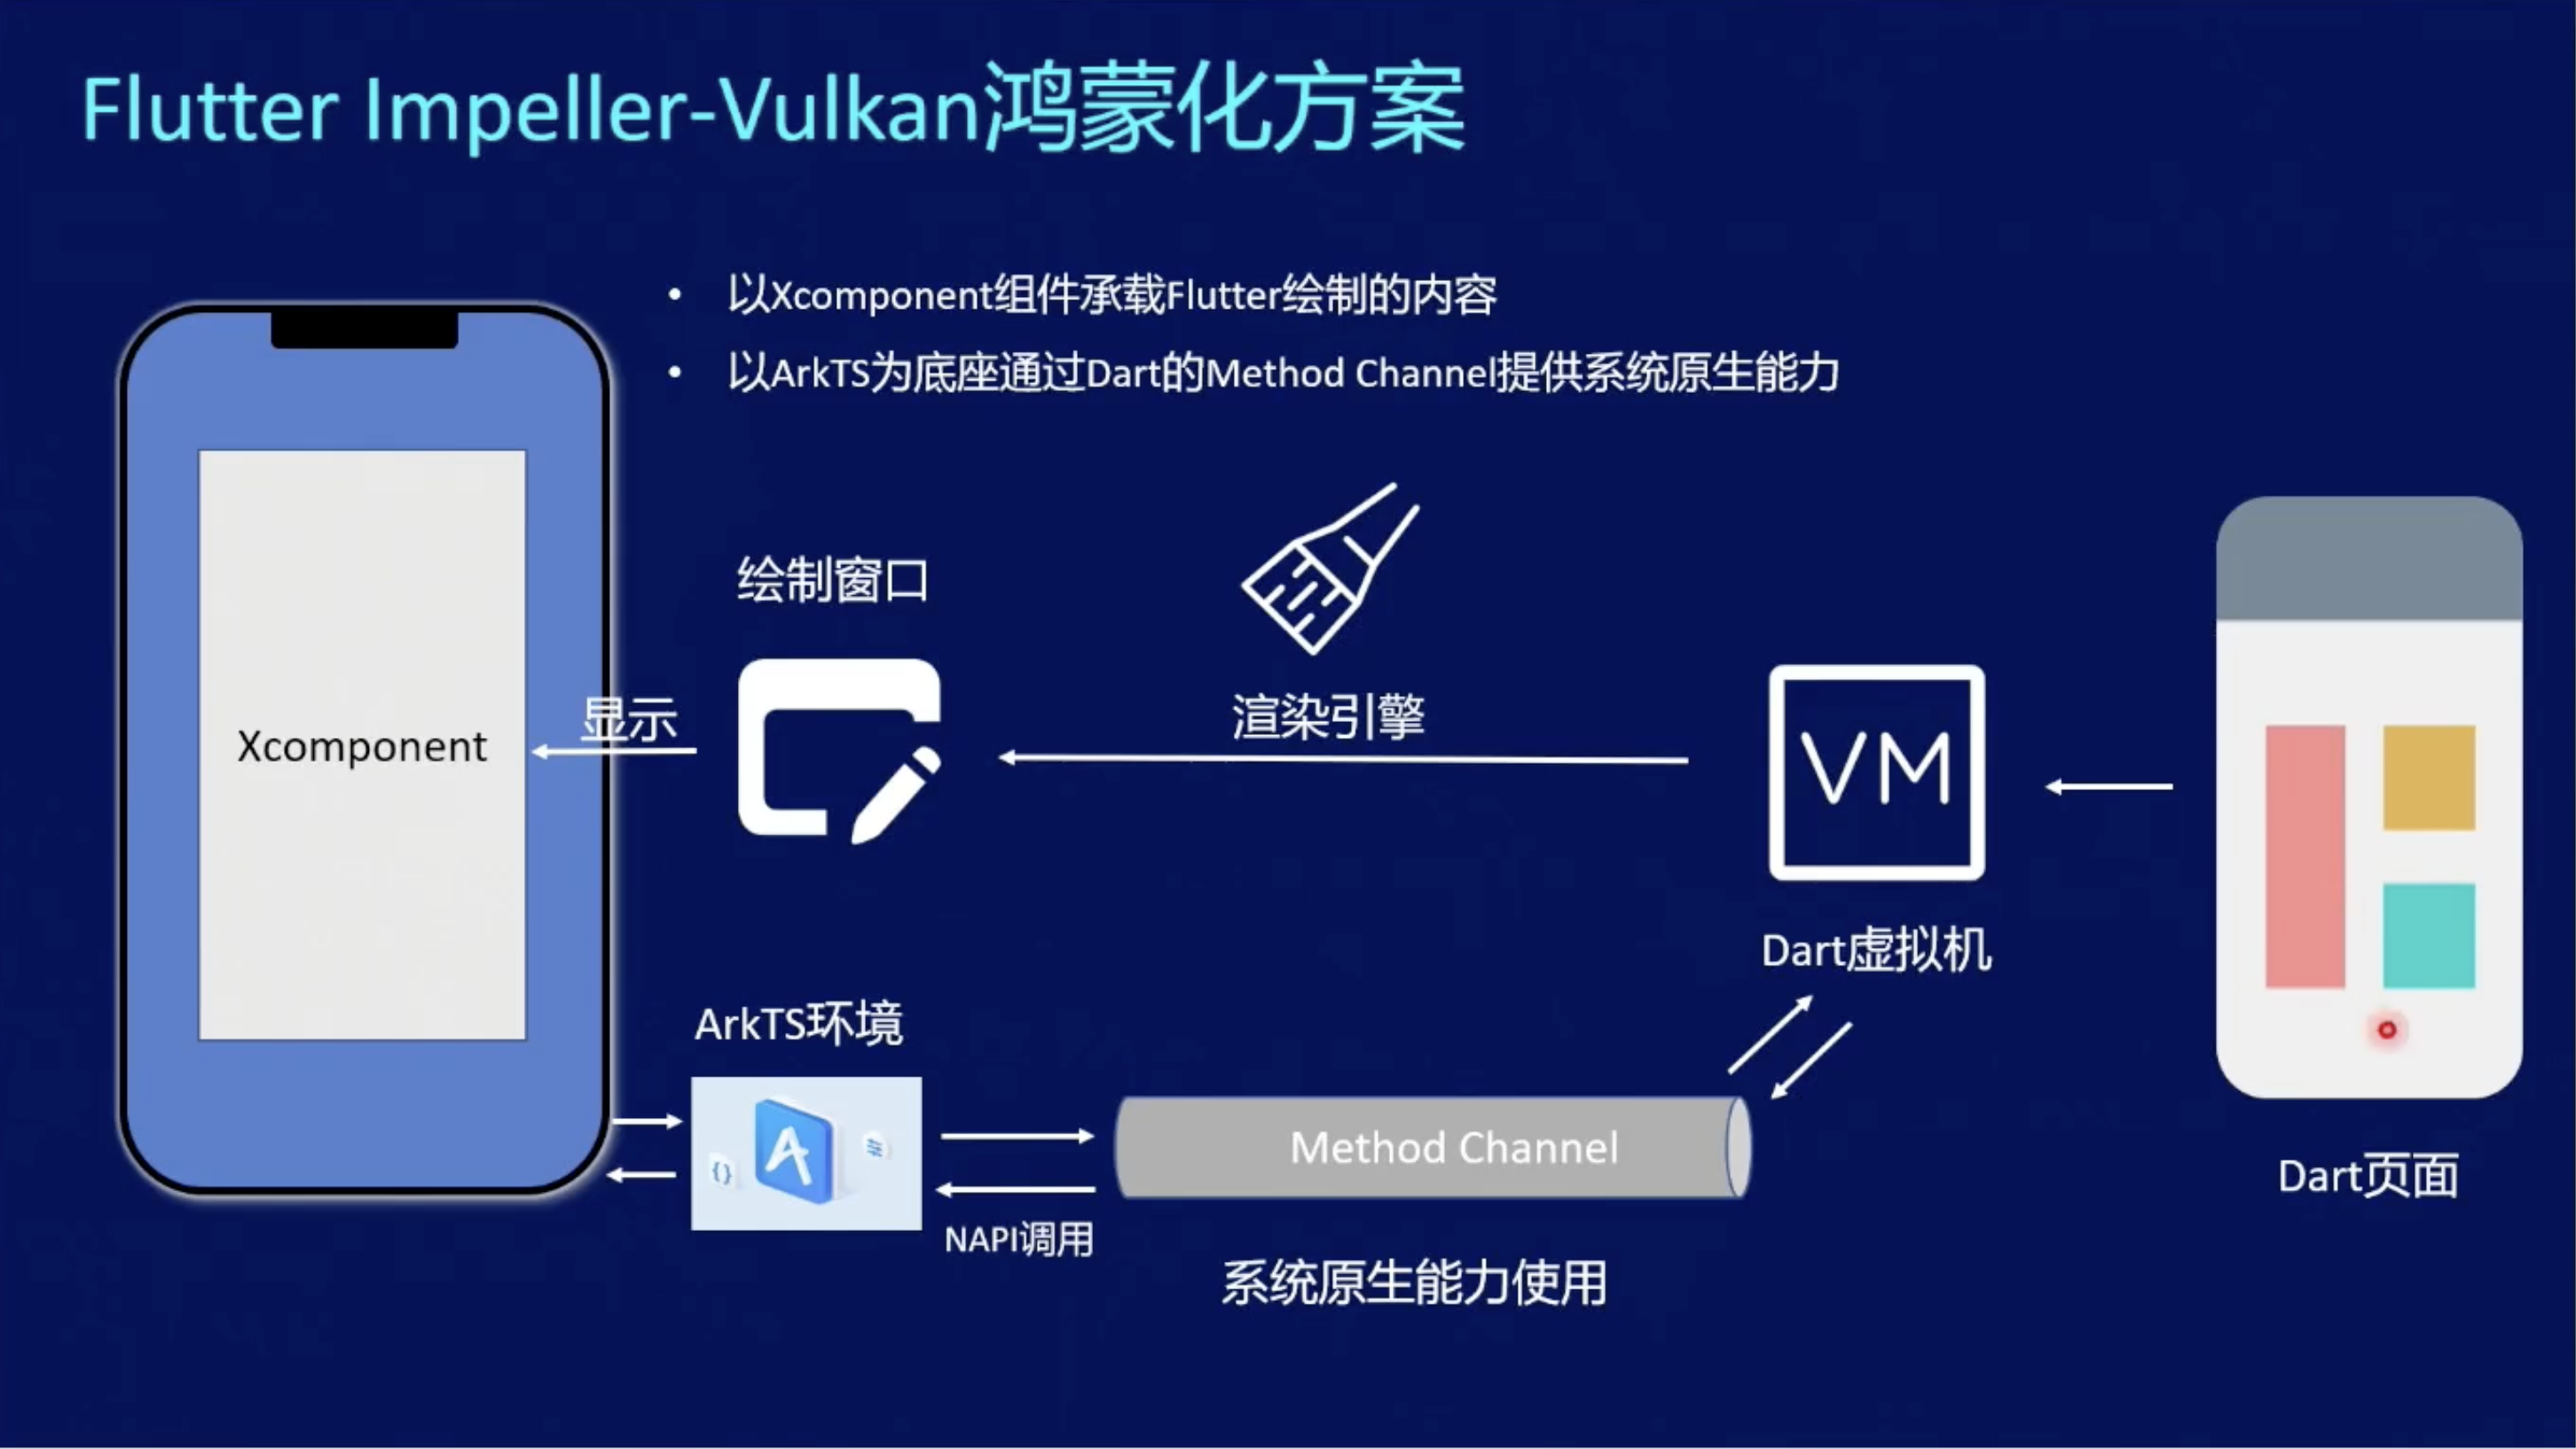 Flutter Impeller-Vulkan鸿蒙化方案
• 以Xcomponent组件承载Flutter绘制的内容
• 以ArkTS为底座通过Dart的Method Channel提供系统原生能力
绘制窗口
显示
渲染引擎
Xcomponent
VM
Dart虚拟机
ArkTS环境
A
{}
Method Channel
NAPI调用
系统原生能力使用
Dart页面